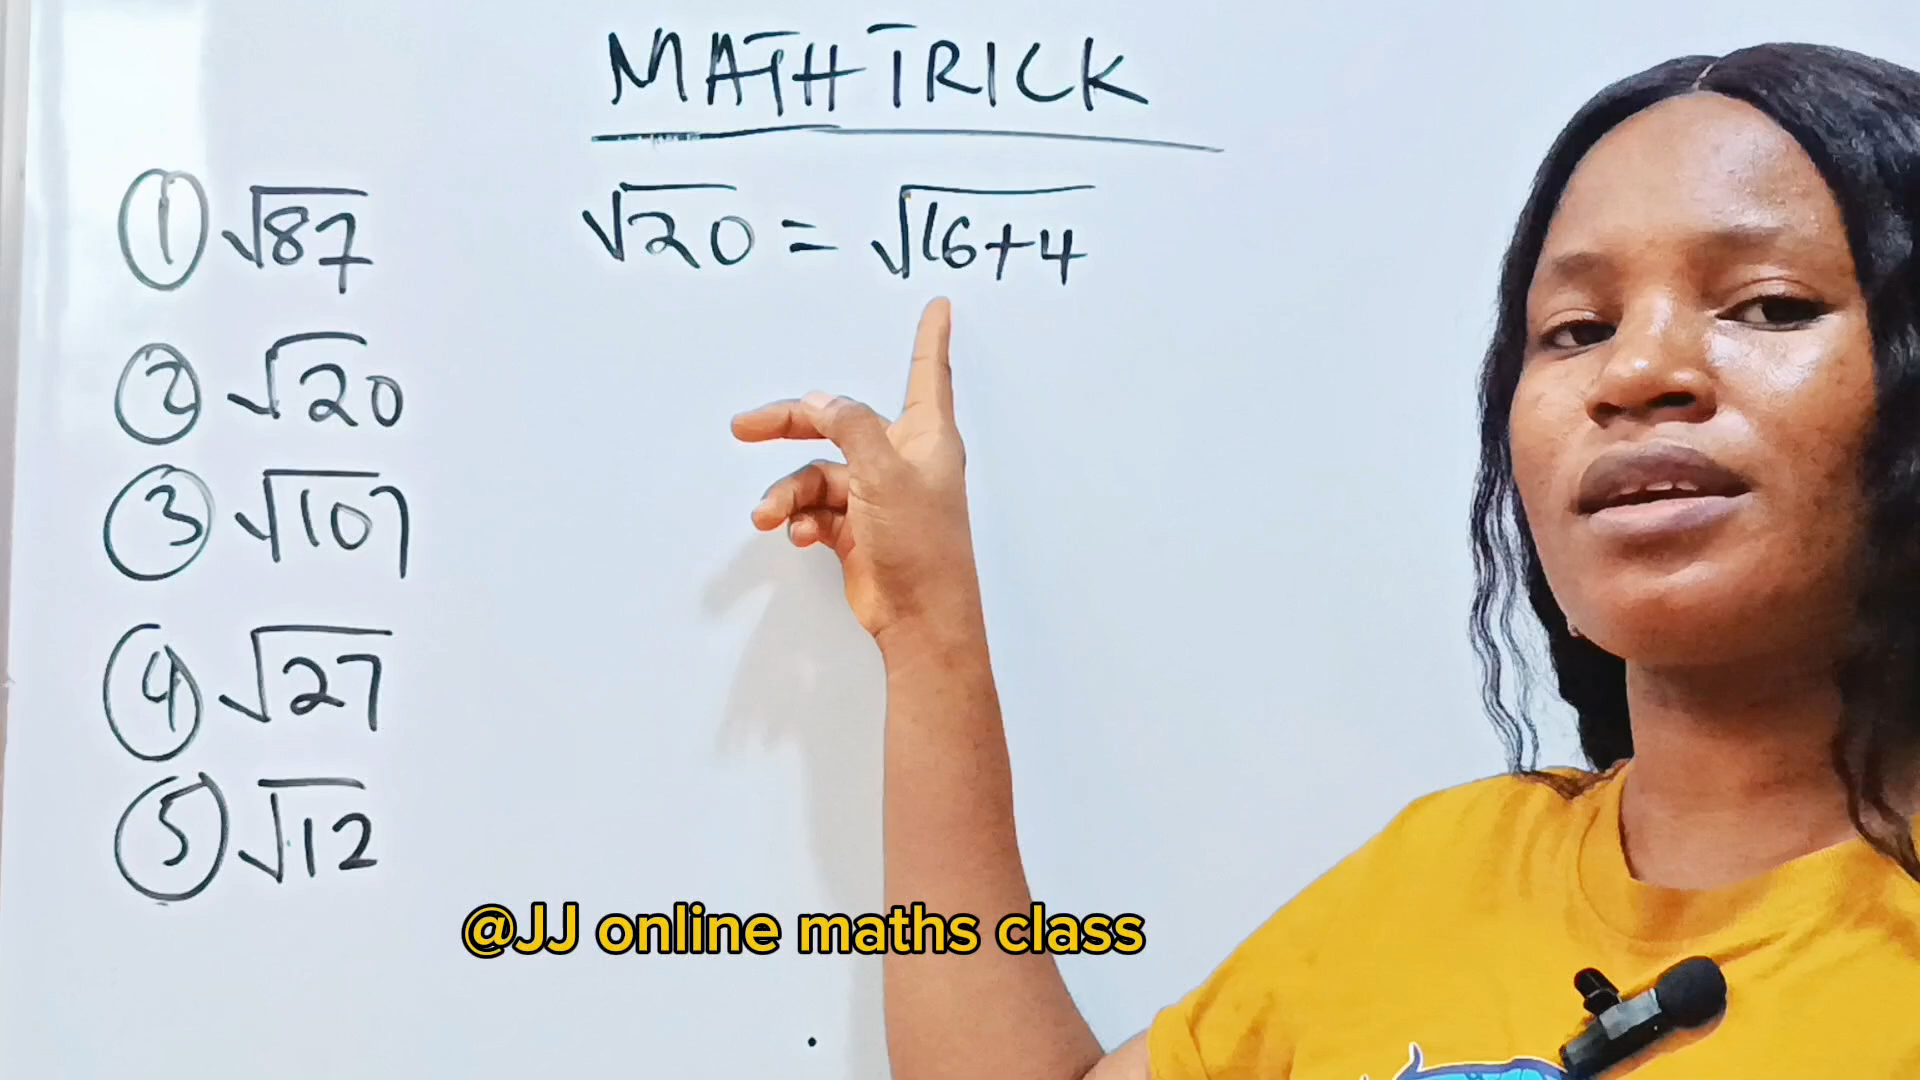 MATH TRICK
① √87
② √20
③ √107
④ √27
⑤ √12
√20 = √16+4
@JJ online maths class